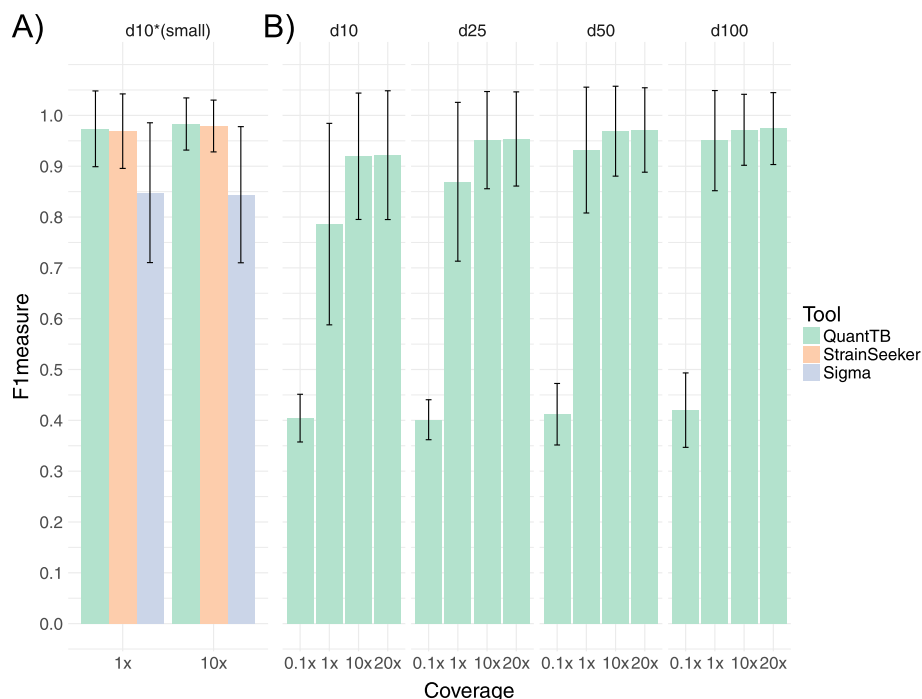 A)
B)
d10*(small)
d10
d25
d50
d100
F1measure
1.0
0.9
0.8
0.7
0.6
0.5
0.4
0.3
0.2
0.1
0.0
1x
10x
0.1x 1x 10x 20x
0.1x 1x 10x 20x
0.1x 1x 10x 20x
0.1x 1x 10x 20x
Coverage
Tool
QuantTB
StrainSeeker
Sigma